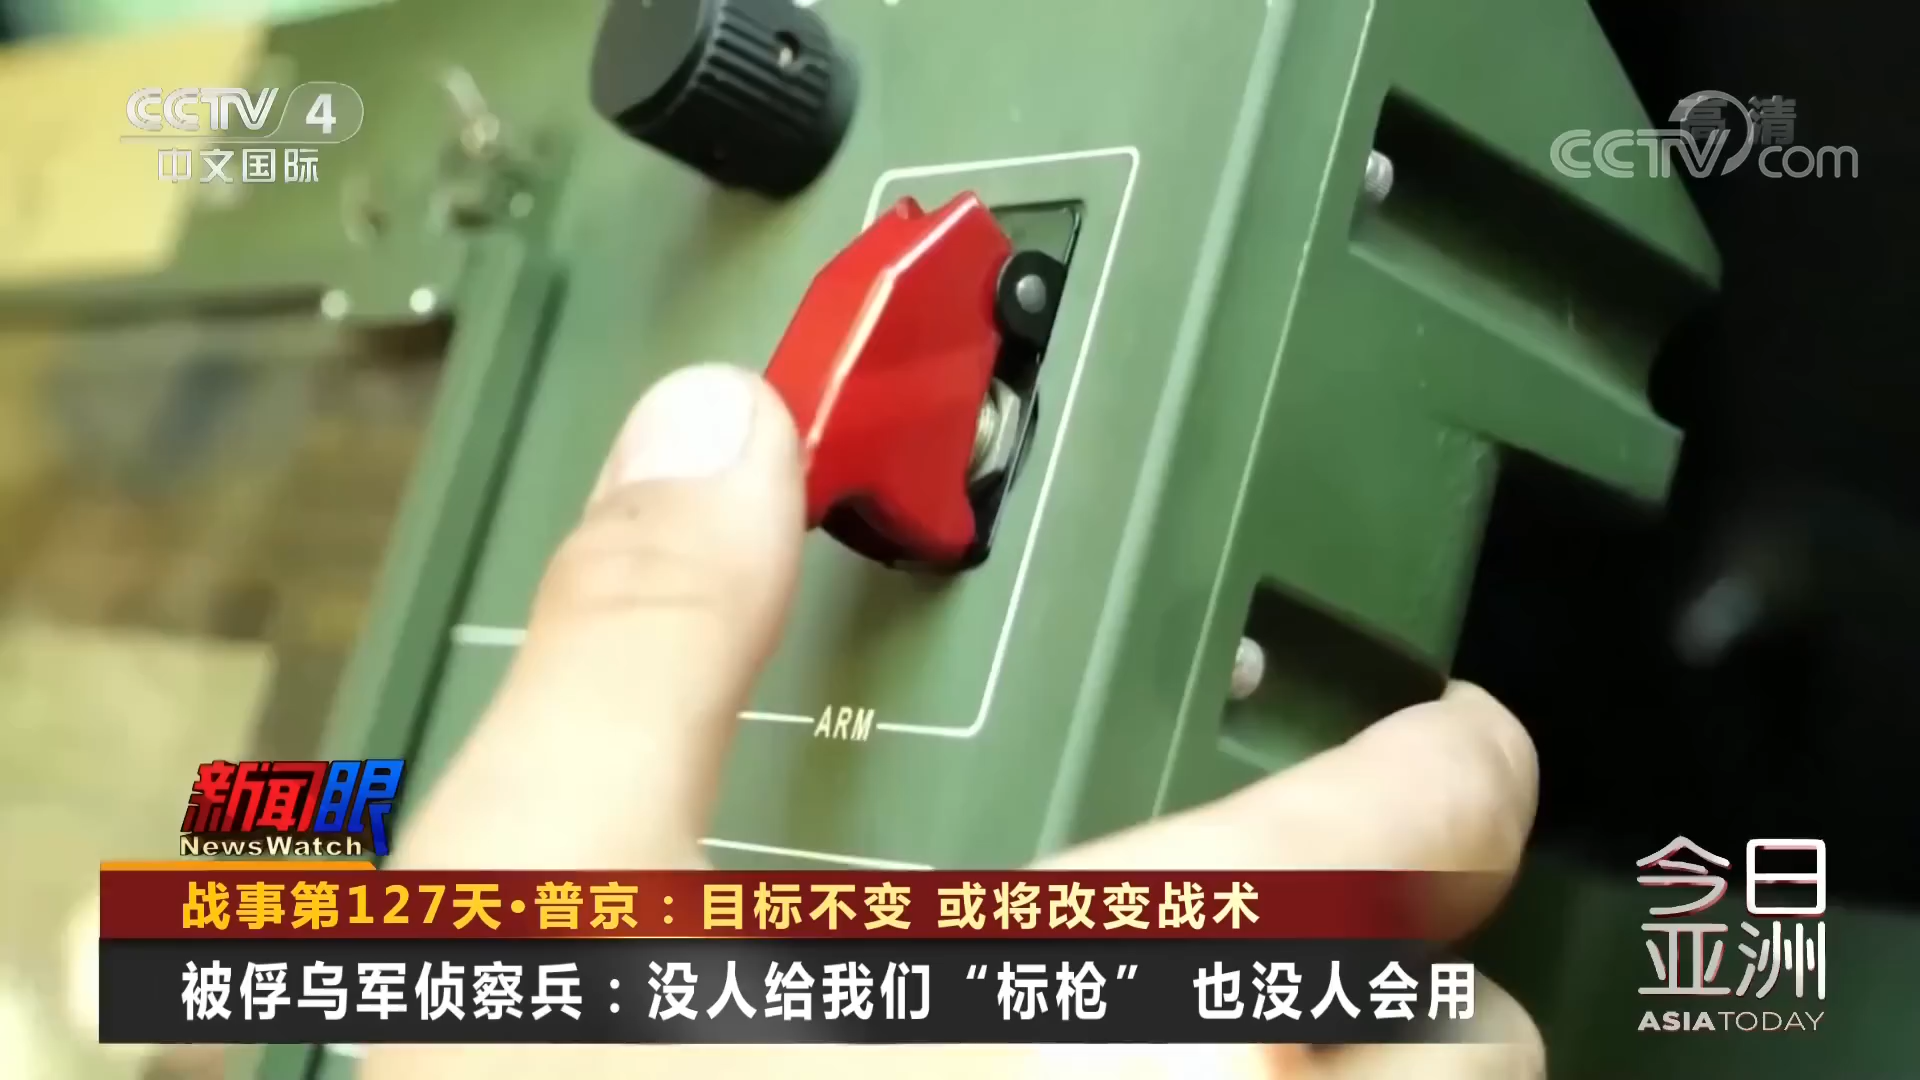 CCTV 4
中文国际
高清
CCTV.com
ARM
新闻眼
NewsWatch
战事第127天·普京：目标不变 或将改变战术
被俘乌军侦察兵：没人给我们“标枪” 也没人会用
今日
亚洲
ASIA TODAY